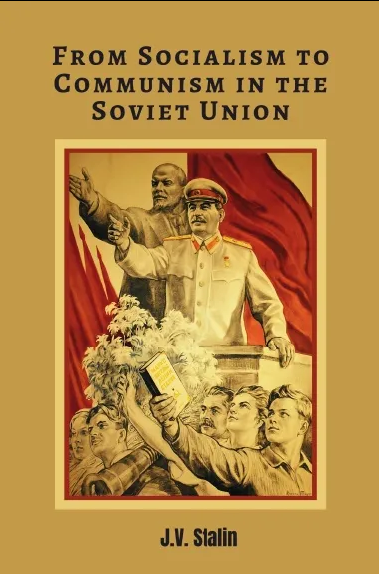 From Socialism to
Communism in the
Soviet Union
J.V. Stalin